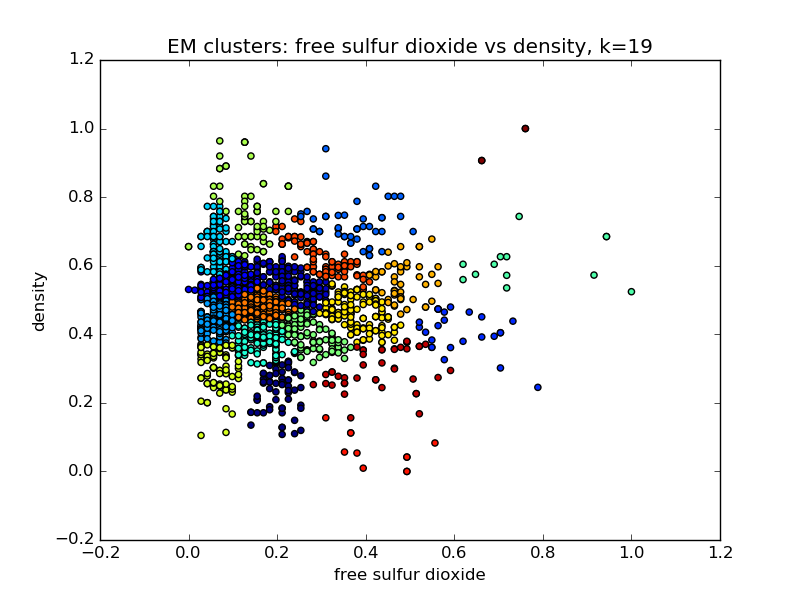 EM clusters: free sulfur dioxide vs density, k=19
1.2
1.0
0.8
0.6
0.4
0.2
0.0
−0.2
density
−0.2 0.0 0.2 0.4 0.6 0.8 1.0 1.2
free sulfur dioxide